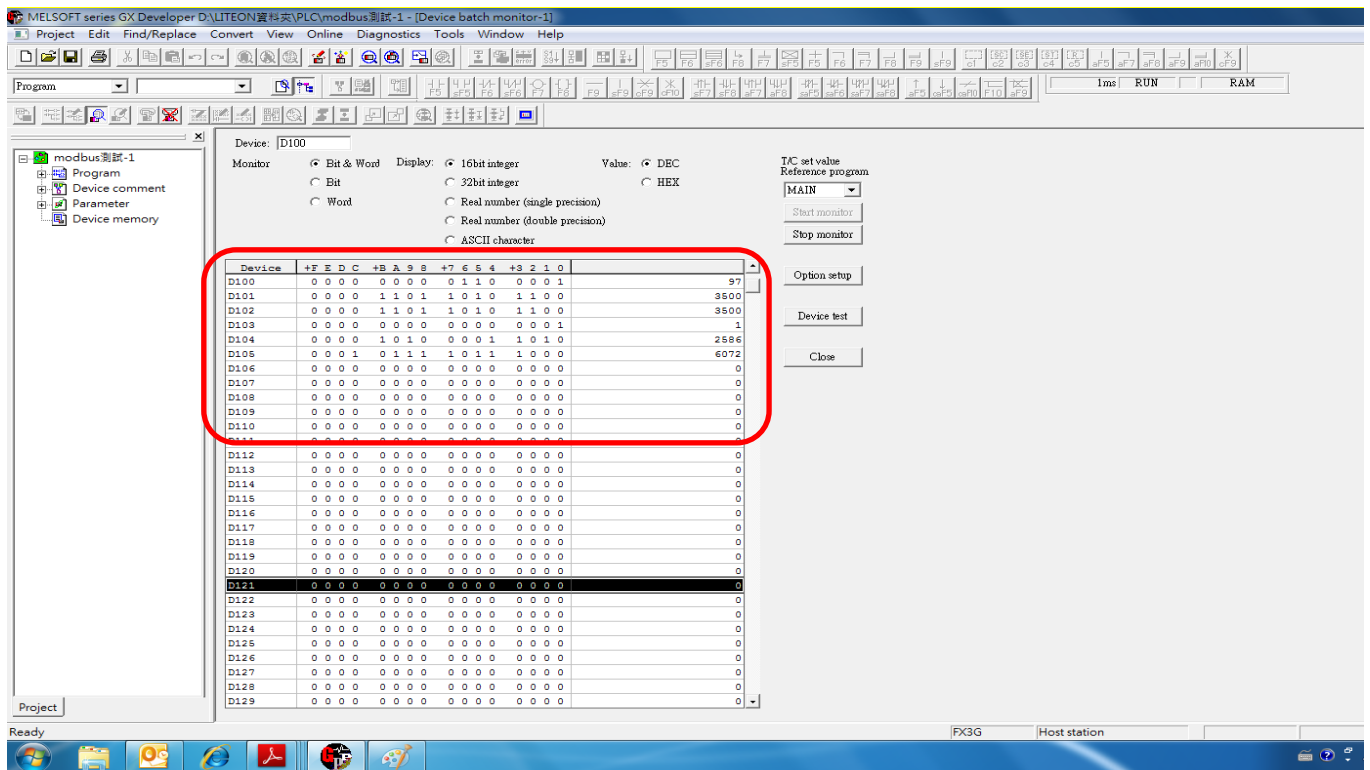 MELSOFT series GX Developer D:\LITEON資料夾\PLC\modbus測試-1 - [Device batch monitor-1]
Project Edit Find/Replace Convert View Online Diagnostics Tools Window Help
Program
1ms RUN RAM
modbus測試-1
Program
Device comment
Parameter
Device memory
Project
Device: D100
Monitor Bit & Word Display: 16bit integer Value: DEC
Bit 32bit integer HEX
Word Real number (single precision)
Real number (double precision)
ASCII character
T/C set value
Reference program
MAIN
Start monitor
Stop monitor
Option setup
Device test
Close
Device +F E D C +B A 9 8 +7 6 5 4 +3 2 1 0
D100 0 0 0 0 0 0 0 0 0 1 1 0 0 0 0 1 97
D101 0 0 0 0 1 1 0 1 1 0 1 0 1 1 0 0 3500
D102 0 0 0 0 1 1 0 1 1 0 1 0 1 1 0 0 3500
D103 0 0 0 0 0 0 0 0 0 0 0 0 0 0 0 1 1
D104 0 0 0 0 1 0 1 0 0 0 0 1 1 0 1 0 2586
D105 0 0 0 1 0 1 1 1 1 0 1 1 1 0 0 0 6072
D106 0 0 0 0 0 0 0 0 0 0 0 0 0 0 0 0 0
D107 0 0 0 0 0 0 0 0 0 0 0 0 0 0 0 0 0
D108 0 0 0 0 0 0 0 0 0 0 0 0 0 0 0 0 0
D109 0 0 0 0 0 0 0 0 0 0 0 0 0 0 0 0 0
D110 0 0 0 0 0 0 0 0 0 0 0 0 0 0 0 0 0
D111 0 0 0 0 0 0 0 0 0 0 0 0 0 0 0 0 0
D112 0 0 0 0 0 0 0 0 0 0 0 0 0 0 0 0 0
D113 0 0 0 0 0 0 0 0 0 0 0 0 0 0 0 0 0
D114 0 0 0 0 0 0 0 0 0 0 0 0 0 0 0 0 0
D115 0 0 0 0 0 0 0 0 0 0 0 0 0 0 0 0 0
D116 0 0 0 0 0 0 0 0 0 0 0 0 0 0 0 0 0
D117 0 0 0 0 0 0 0 0 0 0 0 0 0 0 0 0 0
D118 0 0 0 0 0 0 0 0 0 0 0 0 0 0 0 0 0
D119 0 0 0 0 0 0 0 0 0 0 0 0 0 0 0 0 0
D120 0 0 0 0 0 0 0 0 0 0 0 0 0 0 0 0 0
D121 0 0 0 0 0 0 0 0 0 0 0 0 0 0 0 0 0
D122 0 0 0 0 0 0 0 0 0 0 0 0 0 0 0 0 0
D123 0 0 0 0 0 0 0 0 0 0 0 0 0 0 0 0 0
D124 0 0 0 0 0 0 0 0 0 0 0 0 0 0 0 0 0
D125 0 0 0 0 0 0 0 0 0 0 0 0 0 0 0 0 0
D126 0 0 0 0 0 0 0 0 0 0 0 0 0 0 0 0 0
D127 0 0 0 0 0 0 0 0 0 0 0 0 0 0 0 0 0
D128 0 0 0 0 0 0 0 0 0 0 0 0 0 0 0 0 0
D129 0 0 0 0 0 0 0 0 0 0 0 0 0 0 0 0 0
Ready FX3G Host station